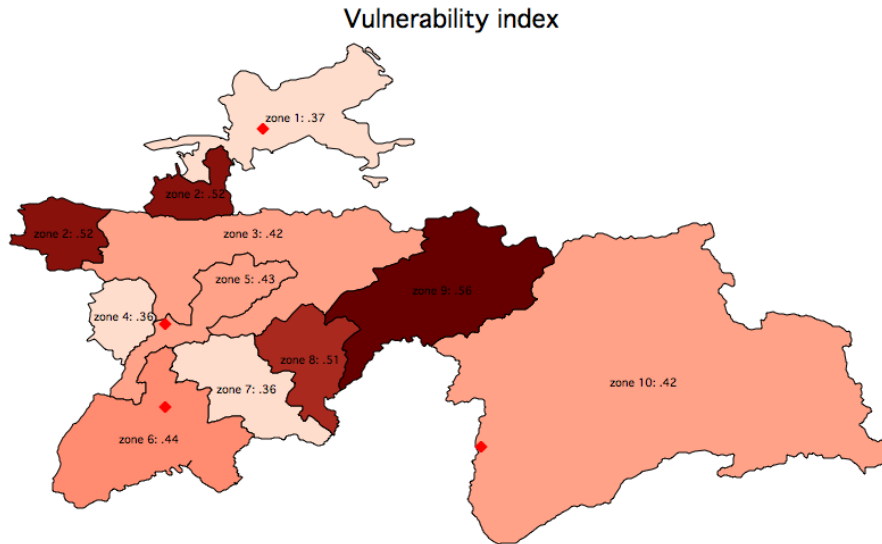 Vulnerability index
zone 1: .37
zone 2: .52
zone 2: .52
zone 3: .42
zone 5: .43
zone 9: .56
zone 4: .36
zone 8: .51
zone 10: .42
zone 7: .36
zone 6: .44